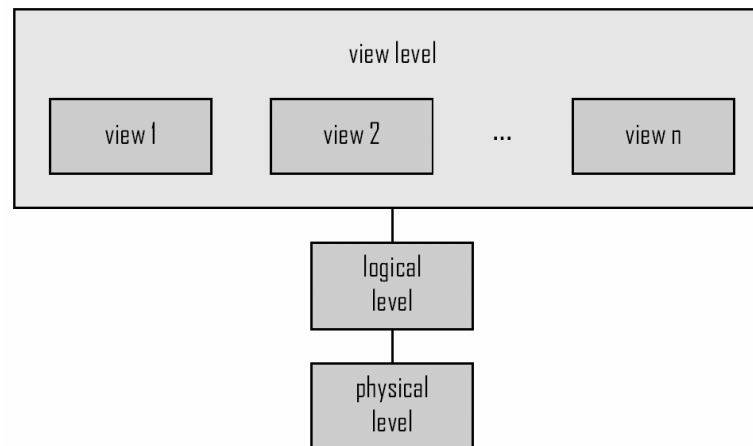 view level
view 1
view 2
...
view n
logical
level
physical
level